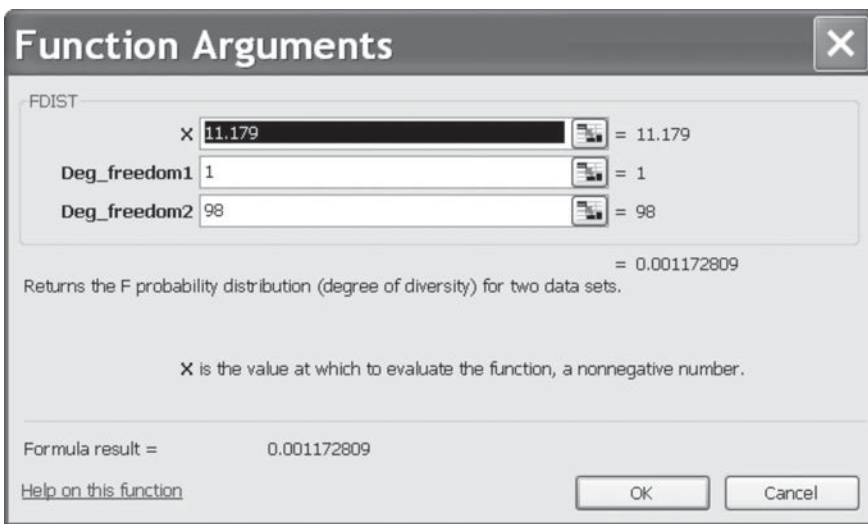 Function Arguments
FDIST
X 11.179 = 11.179
Deg_freedom1 1 = 1
Deg_freedom2 98 = 98
= 0.001172809
Returns the F probability distribution (degree of diversity) for two data sets.
X is the value at which to evaluate the function, a nonnegative number.
Formula result = 0.001172809
Help on this function OK Cancel